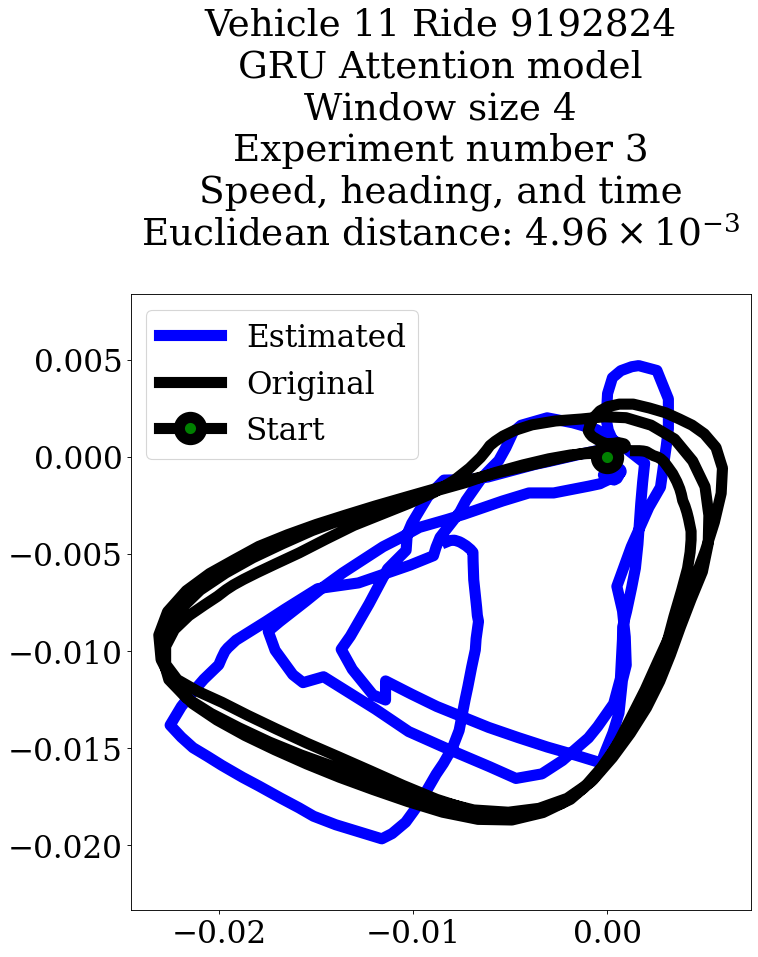 Vehicle 11 Ride 9192824
GRU Attention model
Window size 4
Experiment number 3
Speed, heading, and time
Euclidean distance: 4.96 × 10⁻³
Estimated
Original
Start
0.005
0.000
−0.005
−0.010
−0.015
−0.020
−0.02
−0.01
0.00